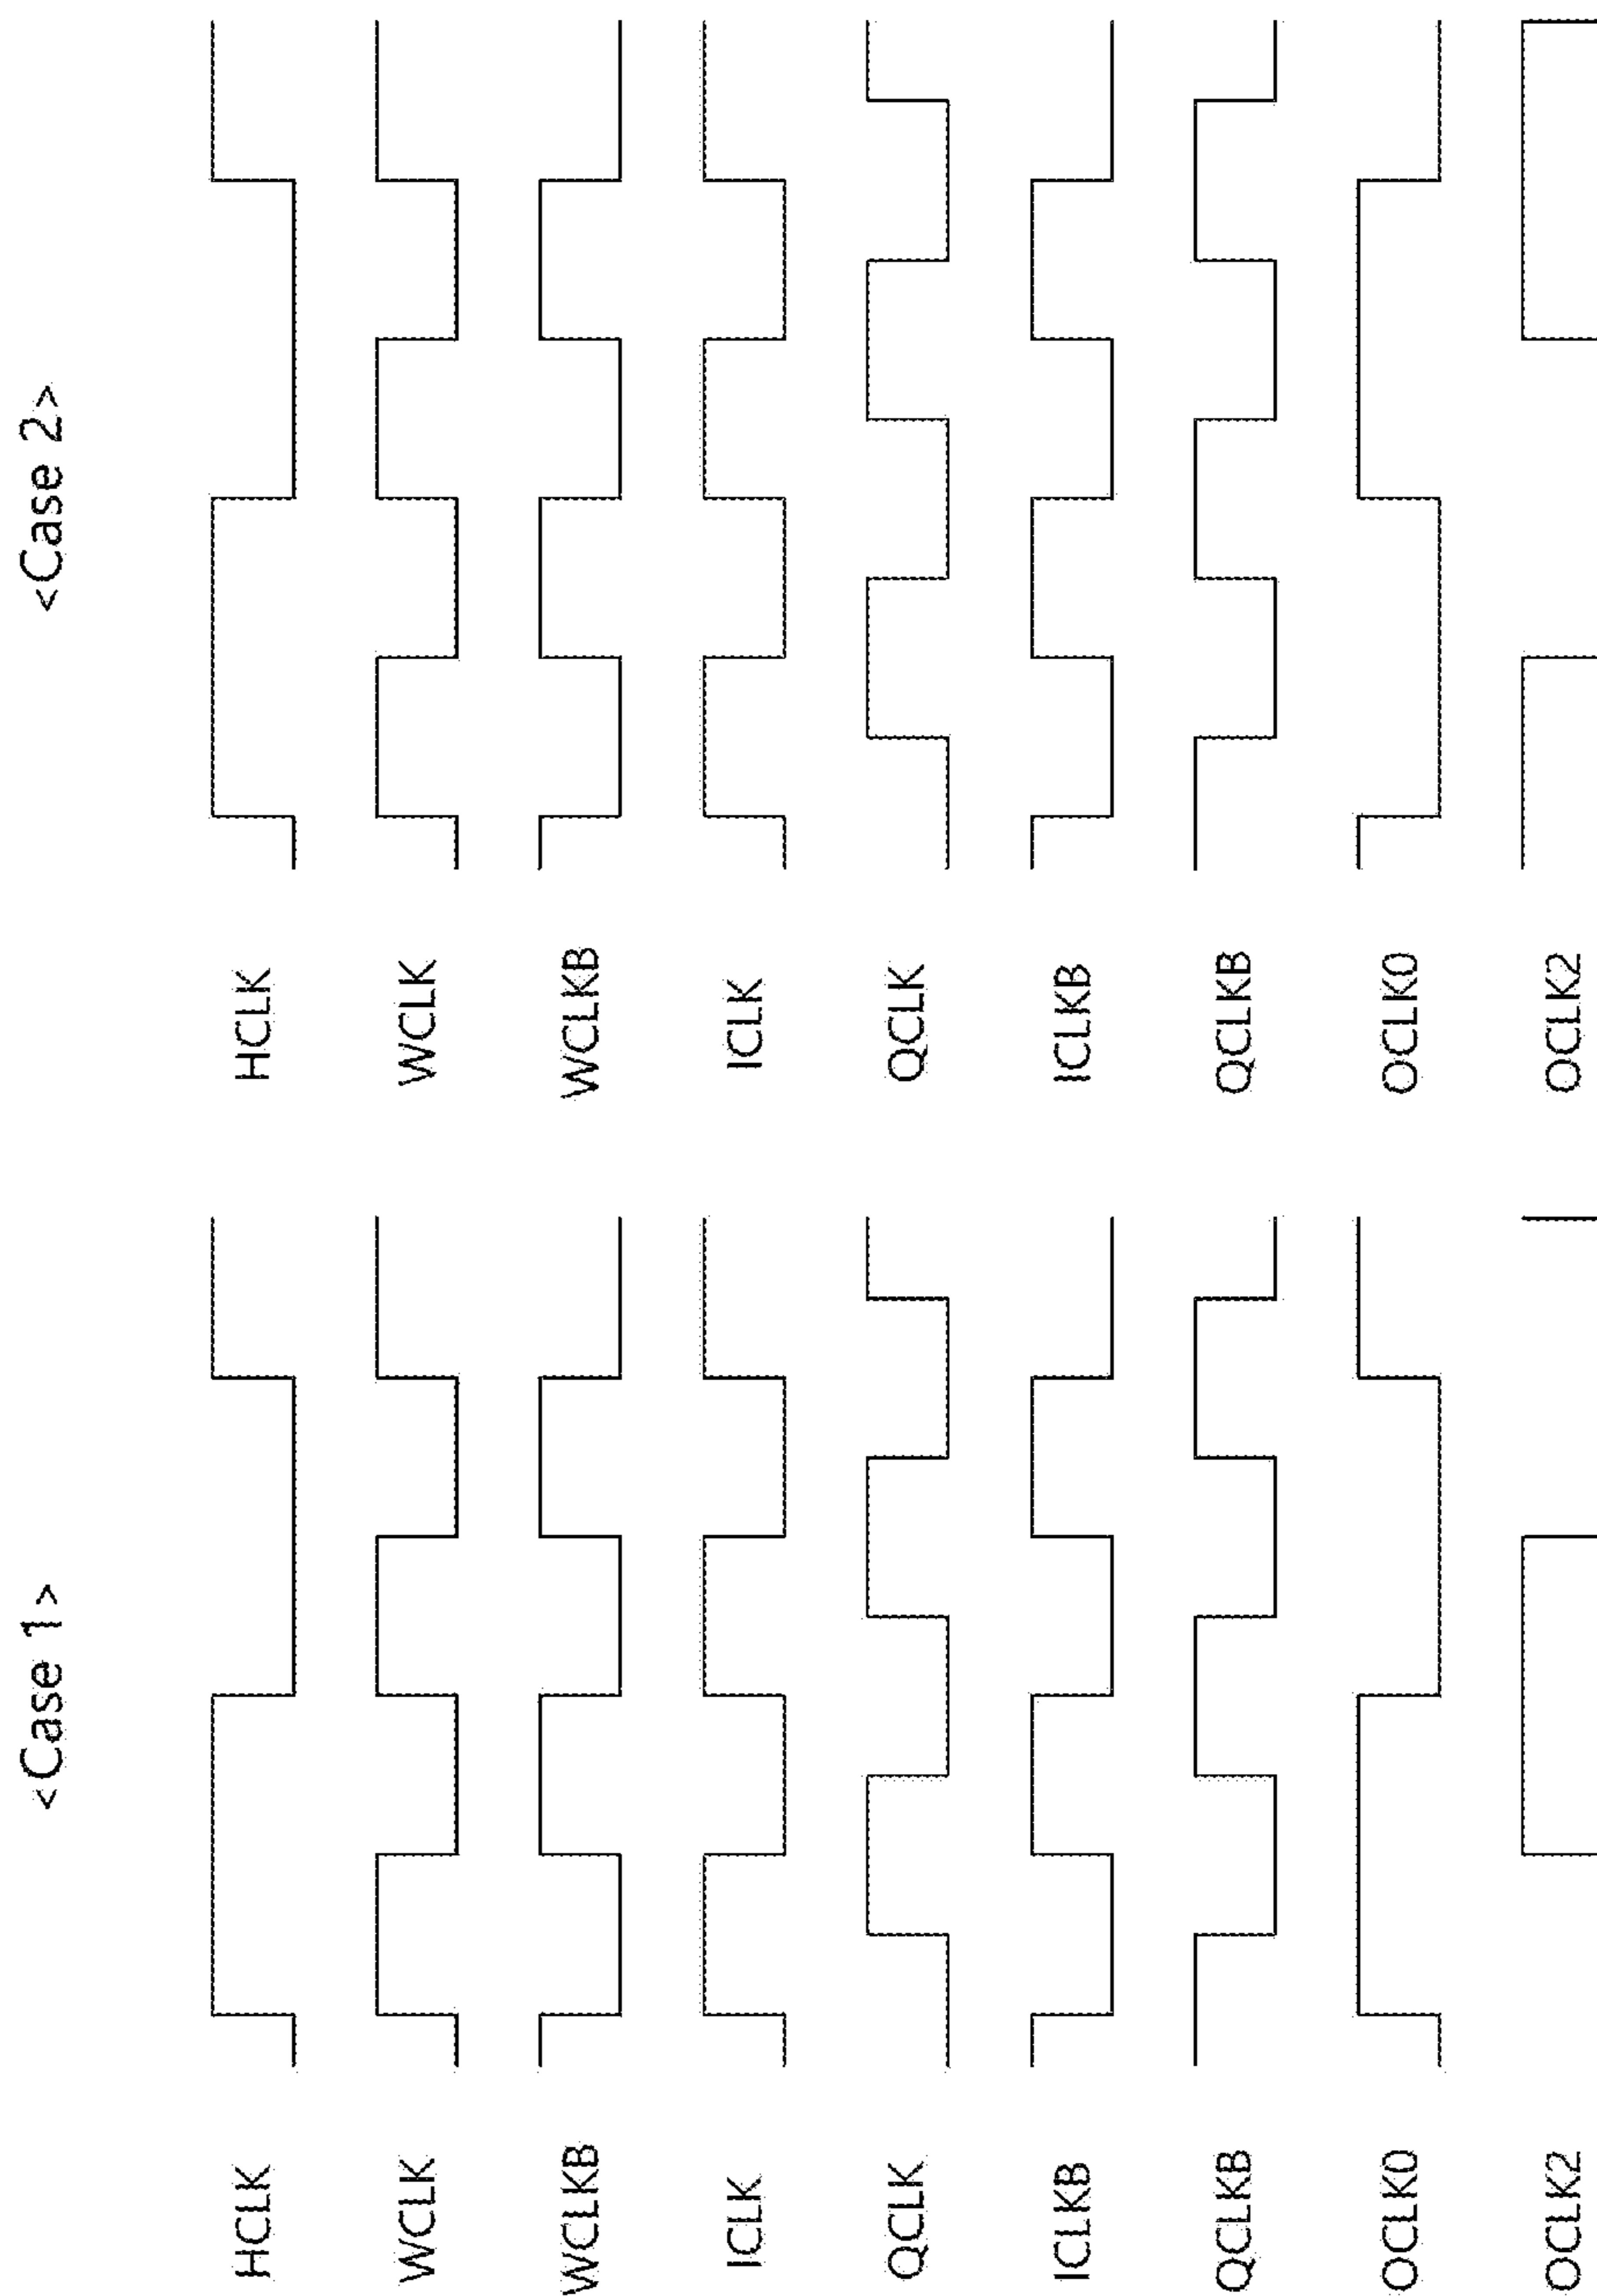 <Case 1>
HCLK
WCLK
WCLKB
ICLK
QCLK
ICLKB
QCLKB
OCLK0
OCLK2
<Case 2>
HCLK
WCLK
WCLKB
ICLK
QCLK
ICLKB
QCLKB
OCLK0
OCLK2